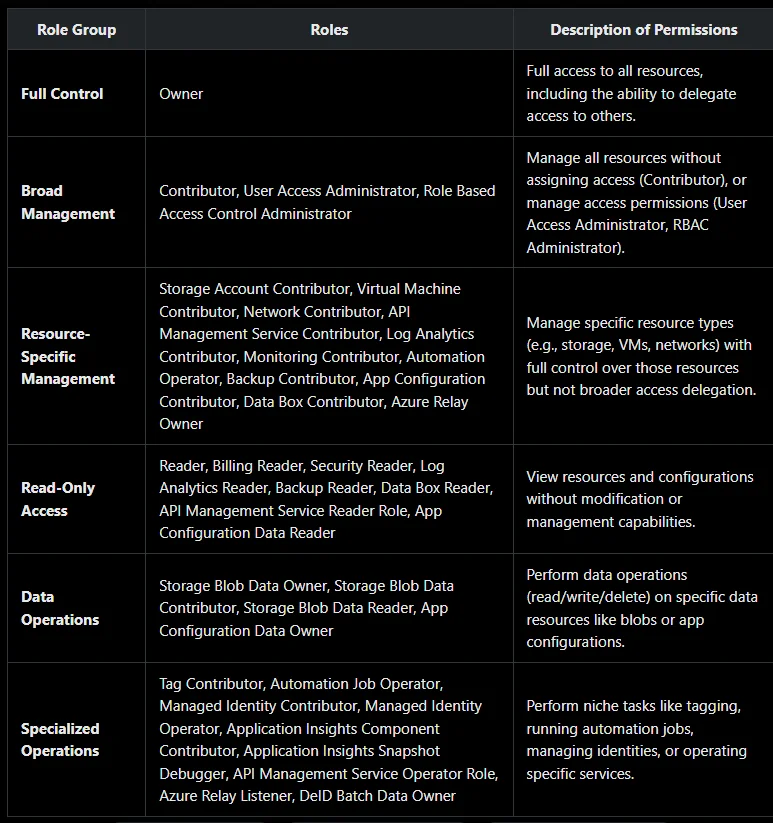 Role Group
Roles
Description of Permissions
Full Control
Owner
Full access to all resources,
including the ability to delegate
access to others.
Broad
Management
Contributor, User Access Administrator, Role Based
Access Control Administrator
Manage all resources without
assigning access (Contributor), or
manage access permissions (User
Access Administrator, RBAC
Administrator).
Resource-
Specific
Management
Storage Account Contributor, Virtual Machine
Contributor, Network Contributor, API
Management Service Contributor, Log Analytics
Contributor, Monitoring Contributor, Automation
Operator, Backup Contributor, App Configuration
Contributor, Data Box Contributor, Azure Relay
Owner
Manage specific resource types
(e.g., storage, VMs, networks) with
full control over those resources
but not broader access delegation.
Read-Only
Access
Reader, Billing Reader, Security Reader, Log
Analytics Reader, Backup Reader, Data Box Reader,
API Management Service Reader Role, App
Configuration Data Reader
View resources and configurations
without modification or
management capabilities.
Data
Operations
Storage Blob Data Owner, Storage Blob Data
Contributor, Storage Blob Data Reader, App
Configuration Data Owner
Perform data operations
(read/write/delete) on specific data
resources like blobs or app
configurations.
Specialized
Operations
Tag Contributor, Automation Job Operator,
Managed Identity Contributor, Managed Identity
Operator, Application Insights Component
Contributor, Application Insights Snapshot
Debugger, API Management Service Operator Role,
Azure Relay Listener, DeID Batch Data Owner
Perform niche tasks like tagging,
running automation jobs,
managing identities, or operating
specific services.